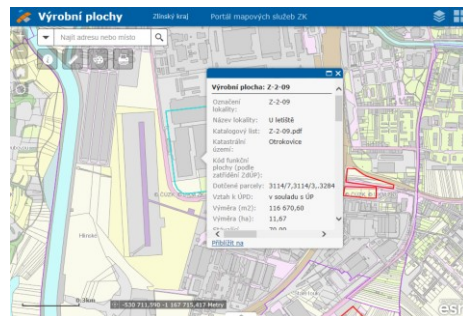 Výrobní plochy
Zlínský kraj
Portál mapových služeb ZK
Najít adresu nebo místo
Výrobní plocha: Z-2-09
Označení lokality: Z-2-09
Název lokality: U letiště
Katalogový list: Z-2-09.pdf
Katastrální území: Otrokovice
Kód funkční plochy (podle zatřídění ZdÚP):
Dotčené parcely: 3114/7,3114/3,.3284
Vztah k ÚPD: v souladu s ÚP
Výměra (m2): 116 670,60
Výměra (ha): 11,67
Přiblížit na
0.3km
-530 711,590 -1 167 715,417 Metry
esri